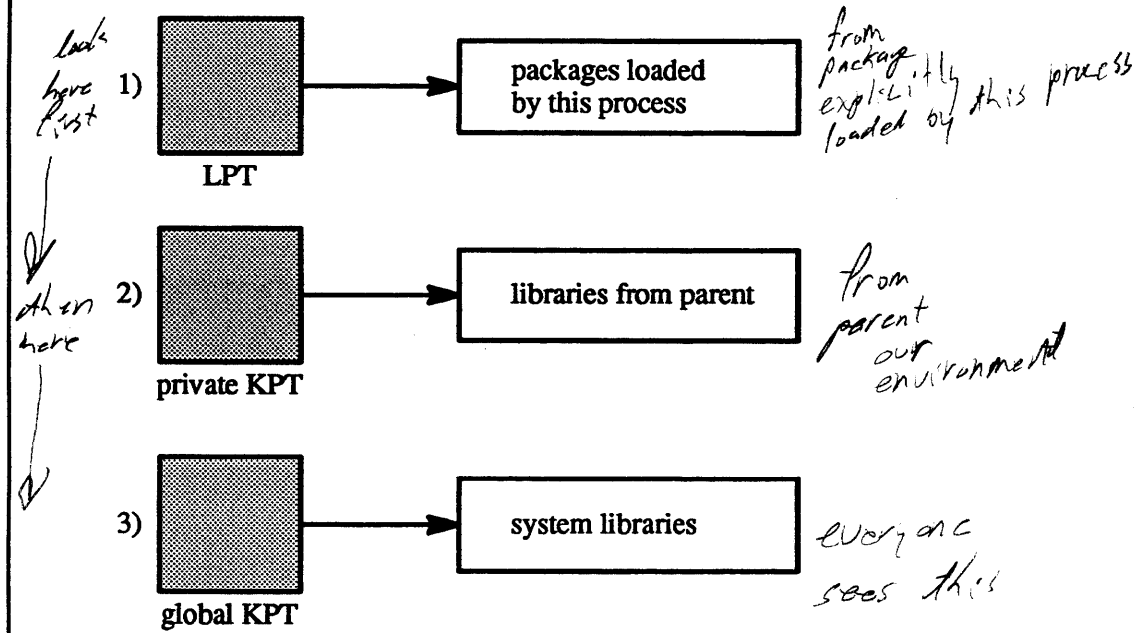 look
here
first
1)
packages loaded
by this process
LPT
from
package
explicitly
loaded by this process
then
here
2)
libraries from parent
private KPT
from
parent
our
environment
3)
system libraries
global KPT
everyone
sees this